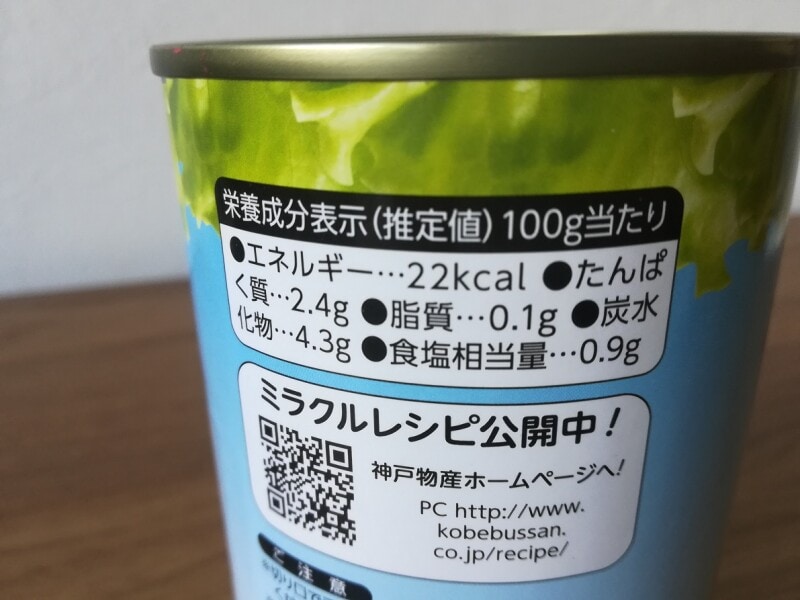 栄養成分表示(推定値) 100g当たり
●エネルギー…22kcal ●たんぱ
く質…2.4g ●脂質…0.1g ●炭水
化物…4.3g ●食塩相当量…0.9g
ミラクルレシピ公開中!
神戸物産ホームページへ!
PC http://www.
kobebussan.
co.jp/recipe/
ご注意